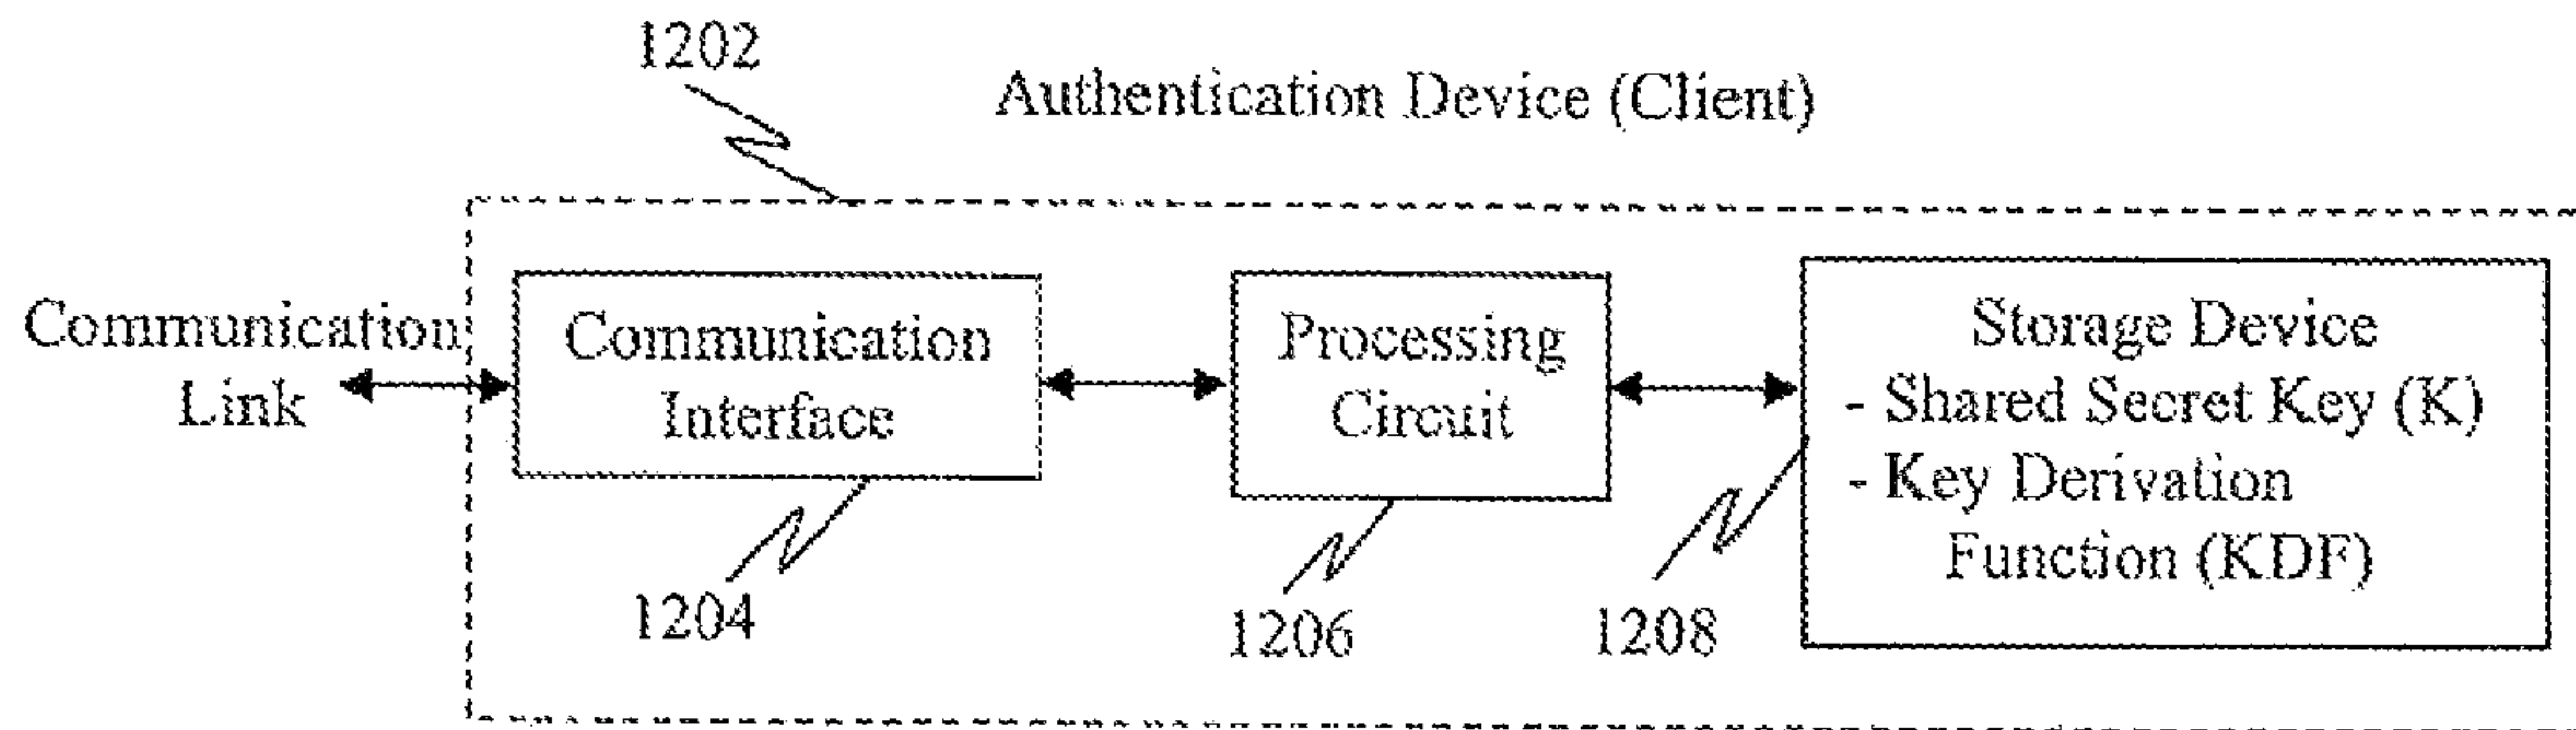 1202
Authentication Device (Client)
Communication
Link
Communication
Interface
Processing
Circuit
Storage Device
- Shared Secret Key (K)
- Key Derivation
Function (KDF)
1204
1206
1208